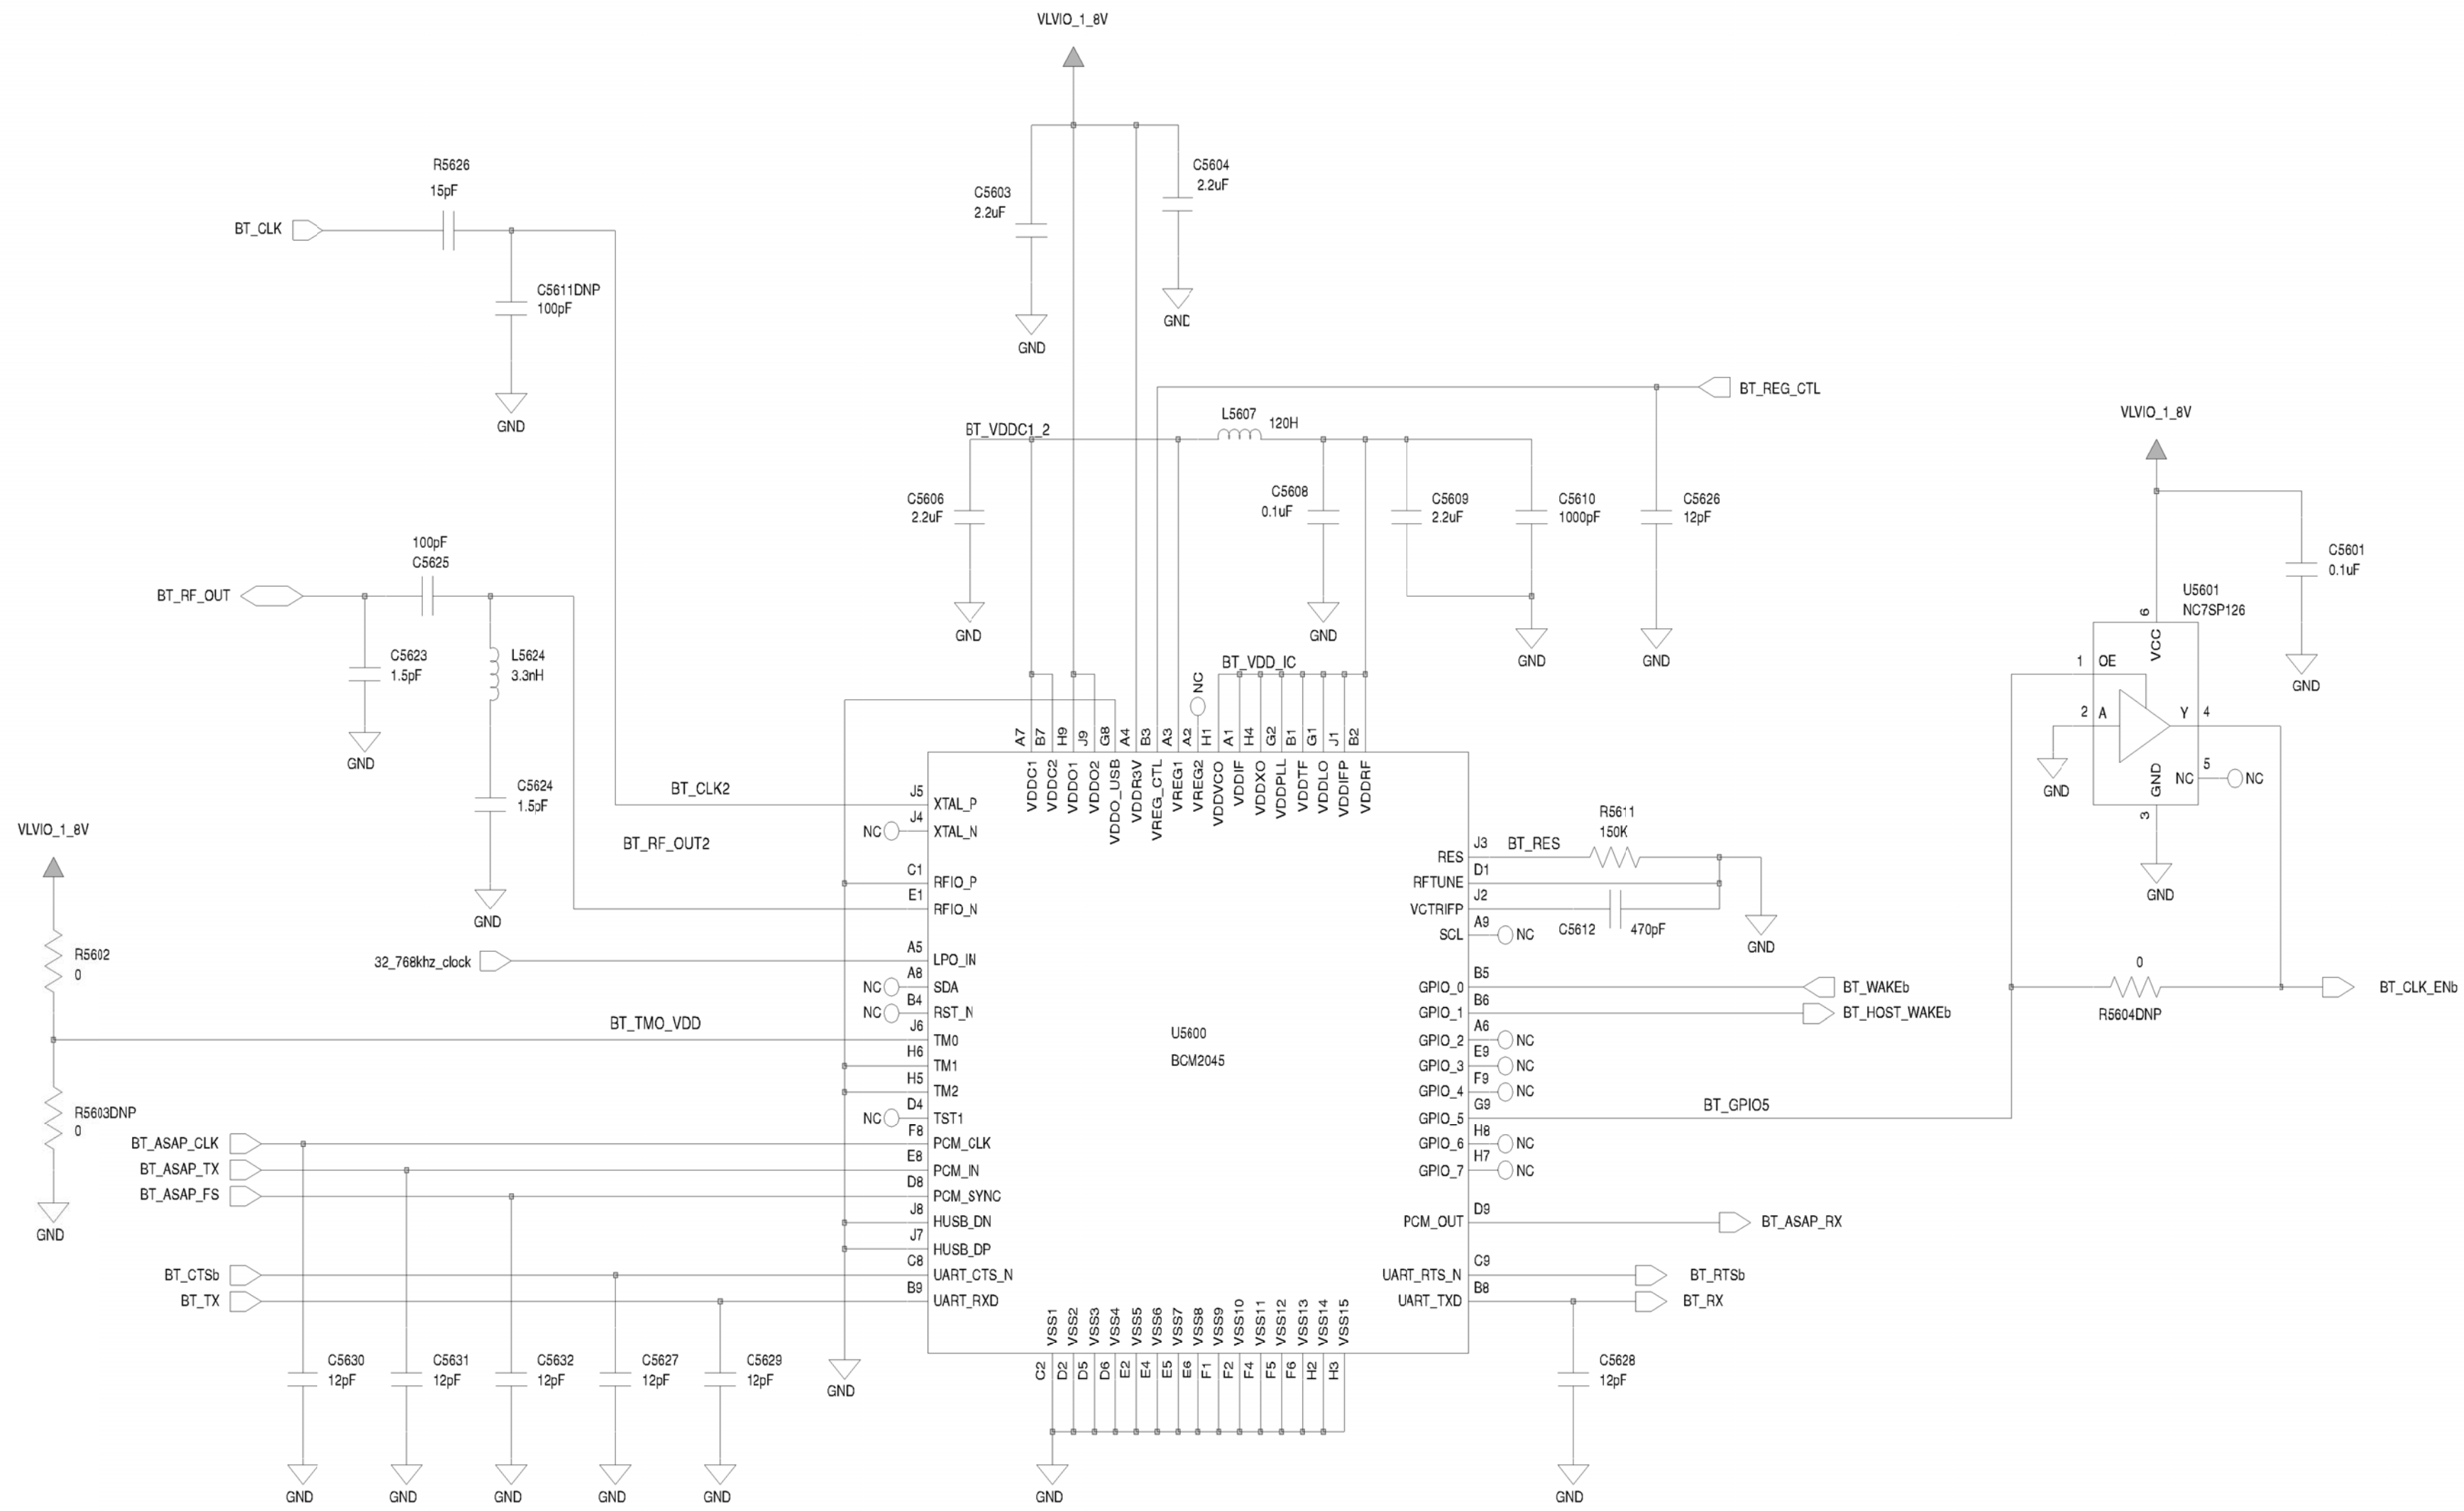 VLVIO_1_8V
R5626
15pF
BT_CLK
C5611DNP
100pF
GND
C5603
2.2uF
GND
C5604
2.2uF
GND
BT_REG_CTL
L5607
120H
BT_VDDC1_2
C5606
2.2uF
GND
C5608
0.1uF
GND
C5609
2.2uF
C5610
1000pF
GND
C5626
12pF
GND
VLVIO_1_8V
C5601
0.1uF
GND
U5601
NC7SP126
6
VCC
1
OE
2
A
Y
4
5
NC
NC
GND
3
GND
GND
100pF
C5625
BT_RF_OUT
C5623
1.5pF
GND
L5624
3.3nH
C5624
1.5pF
GND
BT_VDD_IC
NC
A7
B7
H9
J9
G8
A4
B3
A3
A2
H1
A1
H4
G2
B1
G1
J1
B2
VDDC1
VDDC2
VDDO1
VDDO2
VDDO_USB
VDDR3V
VREG_CTL
VREG1
VREG2
VDDVCO
VDDIF
VDDXO
VDDPLL
VDDTF
VDDLO
VDDIFP
VDDRF
BT_CLK2
J5
XTAL_P
NC
J4
XTAL_N
BT_RF_OUT2
C1
RFIO_P
E1
RFIO_N
32_768khz_clock
A5
LPO_IN
NC
A8
SDA
NC
B4
RST_N
BT_TMO_VDD
J6
TM0
H6
TM1
H5
TM2
NC
D4
TST1
BT_ASAP_CLK
F8
PCM_CLK
BT_ASAP_TX
E8
PCM_IN
BT_ASAP_FS
D8
PCM_SYNC
J8
HUSB_DN
J7
HUSB_DP
BT_CTSb
C8
UART_CTS_N
BT_TX
B9
UART_RXD
VLVIO_1_8V
R5602
0
R5603DNP
0
GND
U5600
BCM2045
R5611
150K
RES
J3
BT_RES
RFTUNE
D1
VCTRIFP
J2
C5612
470pF
GND
SCL
A9
NC
GPIO_0
B5
BT_WAKEb
GPIO_1
B6
BT_HOST_WAKEb
GPIO_2
A6
NC
GPIO_3
E9
NC
GPIO_4
F9
NC
GPIO_5
G9
BT_GPIO5
GPIO_6
H8
NC
GPIO_7
H7
NC
0
R5604DNP
BT_CLK_ENb
PCM_OUT
D9
BT_ASAP_RX
UART_RTS_N
C9
BT_RTSb
UART_TXD
B8
BT_RX
VSS1
VSS2
VSS3
VSS4
VSS5
VSS6
VSS7
VSS8
VSS9
VSS10
VSS11
VSS12
VSS13
VSS14
VSS15
C2
D2
D5
D6
E2
E4
E5
E6
F1
F2
F4
F5
F6
H2
H3
C5630
12pF
GND
C5631
12pF
GND
C5632
12pF
GND
C5627
12pF
GND
C5629
12pF
GND
GND
GND
C5628
12pF
GND